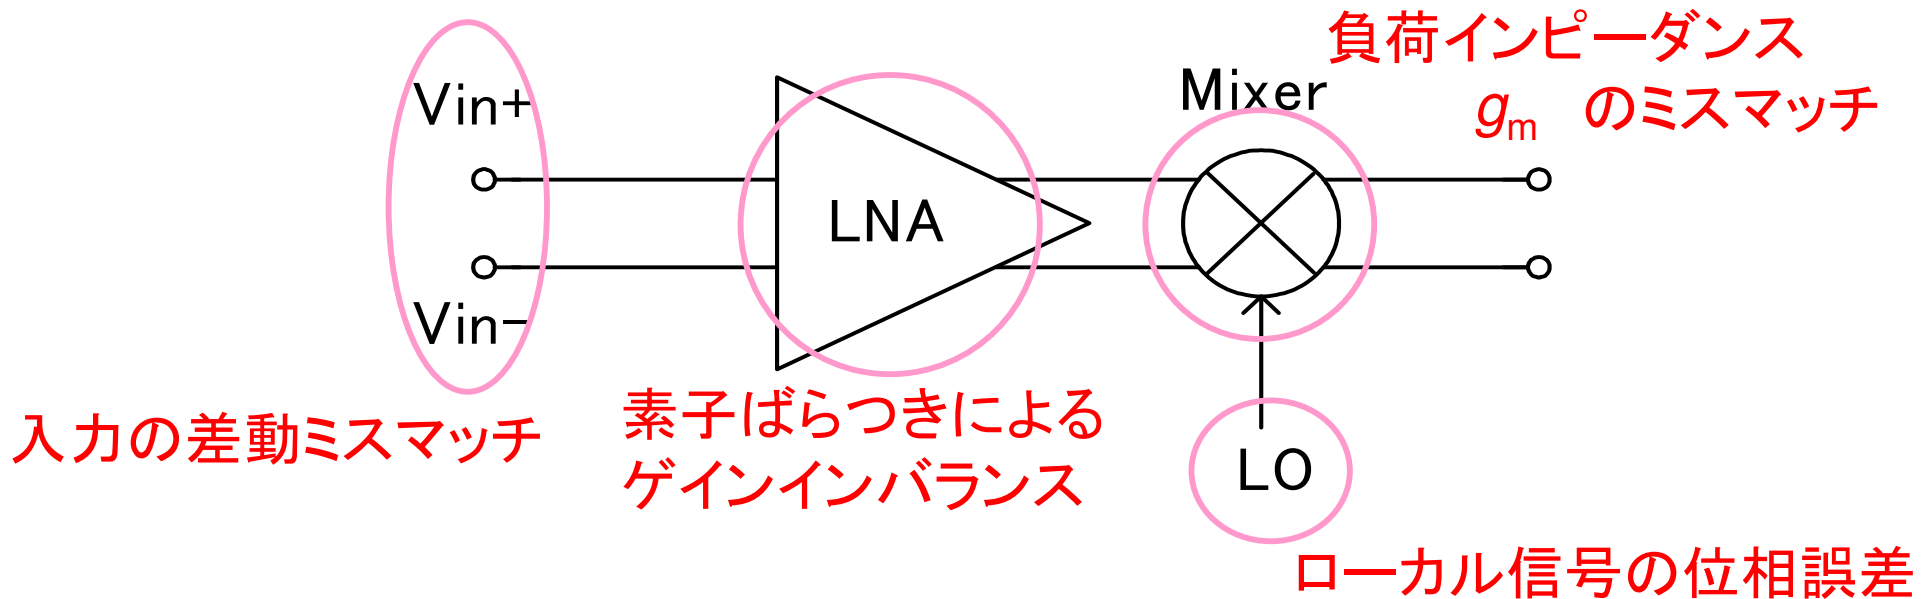 Vin+
Vin−
入力の差動ミスマッチ
LNA
素子ばらつきによる
ゲインインバランス
Mixer
負荷インピーダンス
gm のミスマッチ
LO
ローカル信号の位相誤差